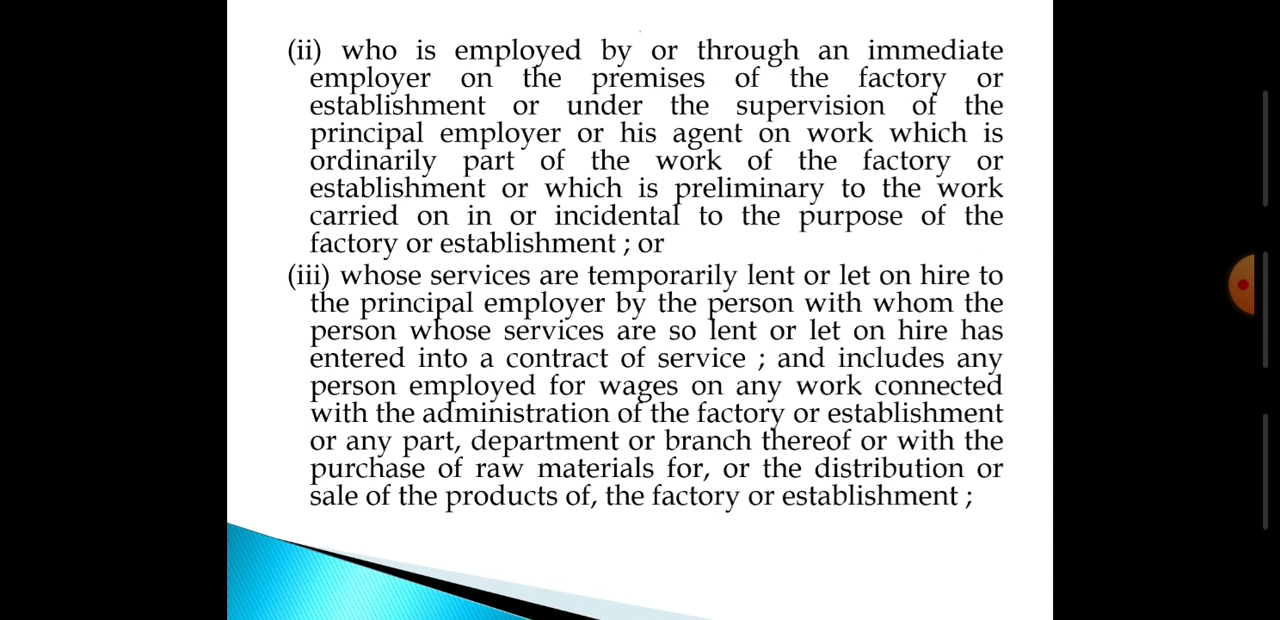 (ii) who is employed by or through an immediate
employer on the premises of the factory or
establishment or under the supervision of the
principal employer or his agent on work which is
ordinarily part of the work of the factory or
establishment or which is preliminary to the work
carried on in or incidental to the purpose of the
factory or establishment ; or
(iii) whose services are temporarily lent or let on hire to
the principal employer by the person with whom the
person whose services are so lent or let on hire has
entered into a contract of service ; and includes any
person employed for wages on any work connected
with the administration of the factory or establishment
or any part, department or branch thereof or with the
purchase of raw materials for, or the distribution or
sale of the products of, the factory or establishment ;